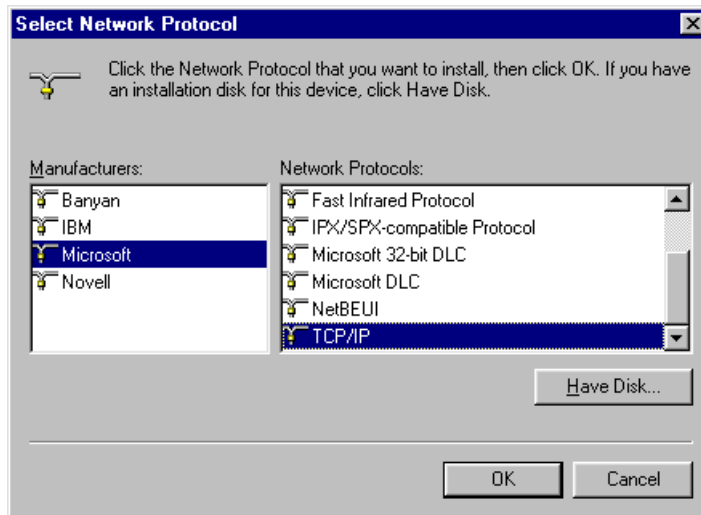 Select Network Protocol
Click the Network Protocol that you want to install, then click OK. If you have
an installation disk for this device, click Have Disk.
Manufacturers:
Banyan
IBM
Microsoft
Novell
Network Protocols:
Fast Infrared Protocol
IPX/SPX-compatible Protocol
Microsoft 32-bit DLC
Microsoft DLC
NetBEUI
TCP/IP
Have Disk...
OK
Cancel